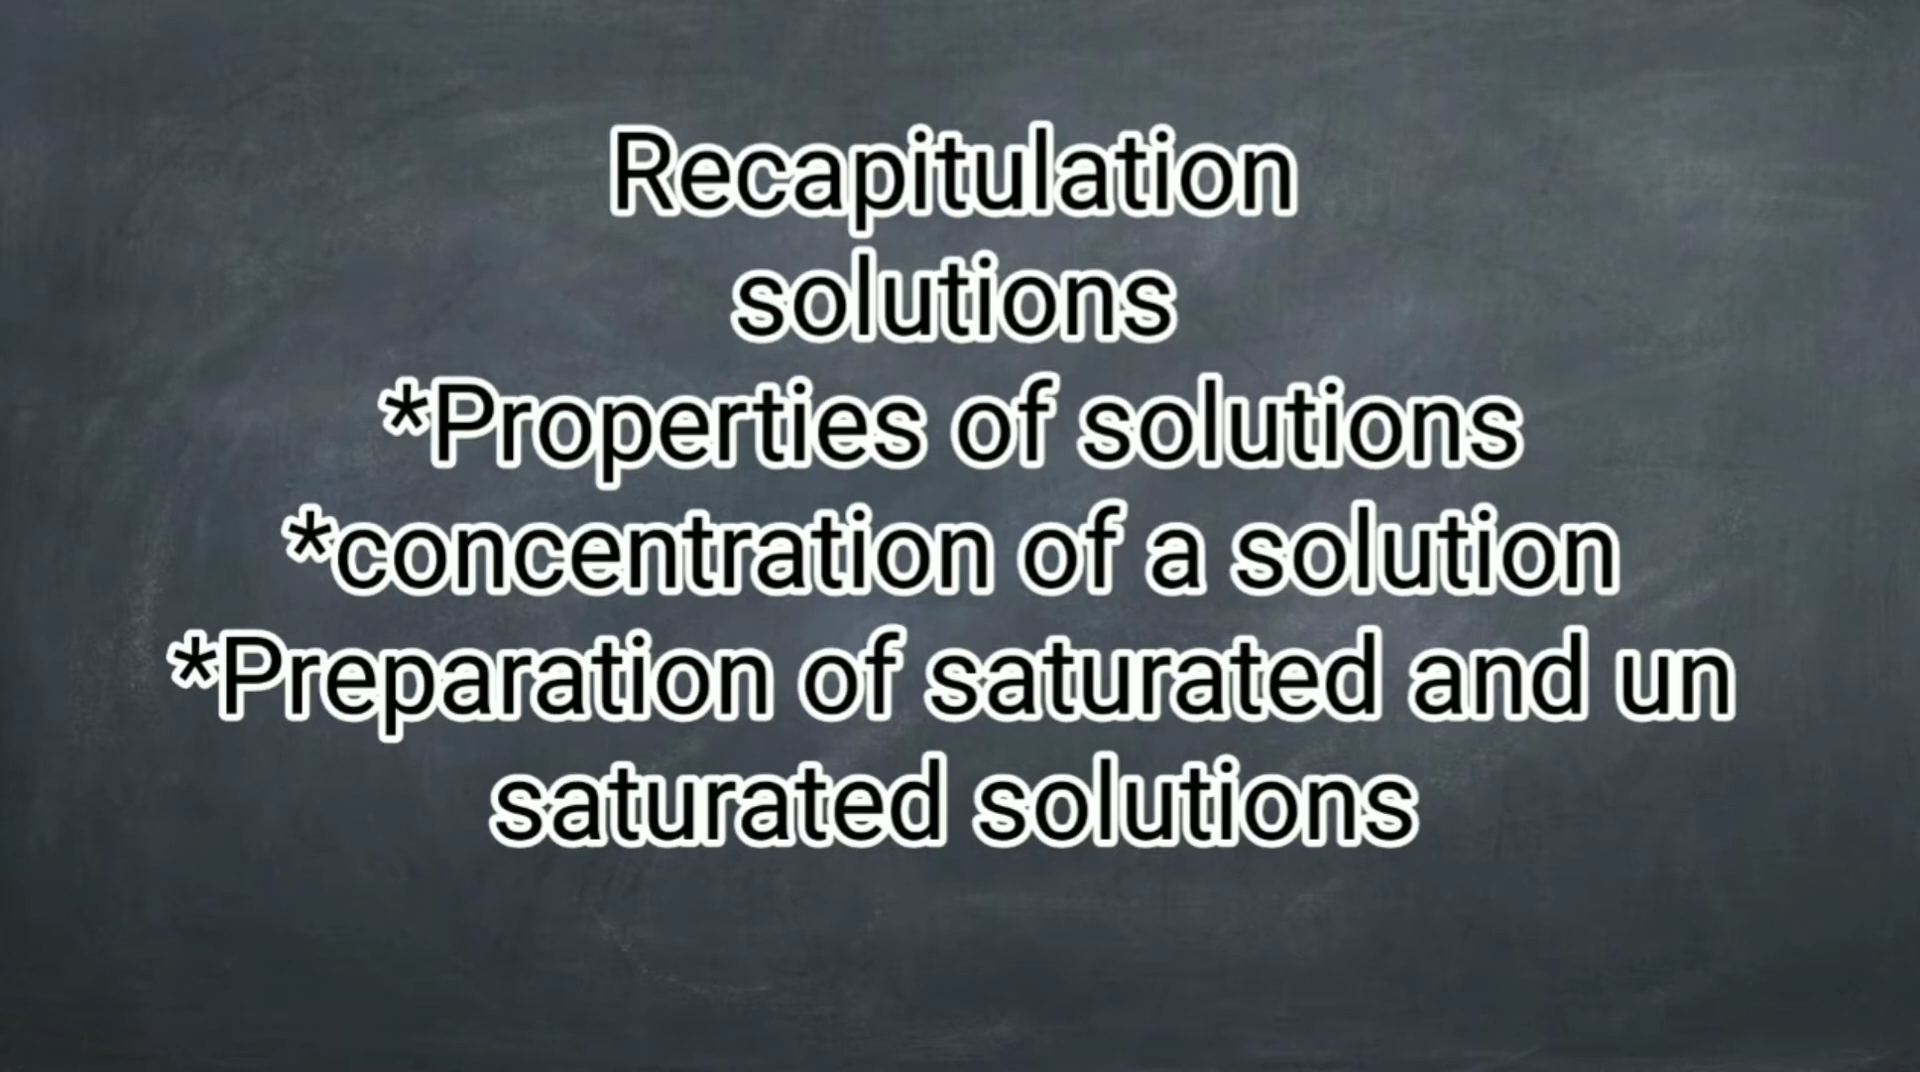 Recapitulation
solutions
*Properties of solutions
*concentration of a solution
*Preparation of saturated and un
saturated solutions